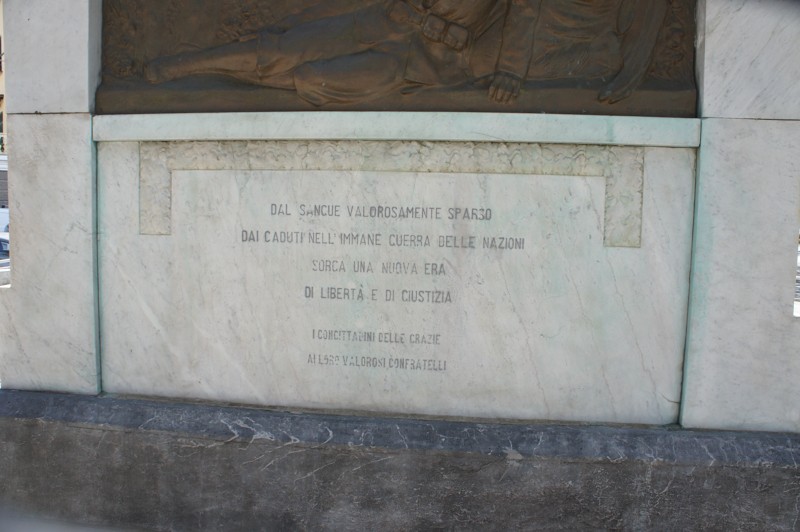 DAL SANGUE VALOROSAMENTE SPARSO
DAI CADUTI NELL'IMMANE GUERRA DELLE NAZIONI
SORGA UNA NUOVA ERA
DI LIBERTÀ E DI GIUSTIZIA
I CONCITTADINI DELLE GRAZIE
AI LORO VALOROSI CONFRATELLI